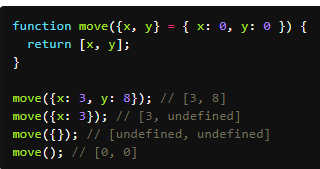 function move({x, y} = { x: 0, y: 0 }) {
  return [x, y];
}

move({x: 3, y: 8}); // [3, 8]
move({x: 3}); // [3, undefined]
move({}); // [undefined, undefined]
move(); // [0, 0]